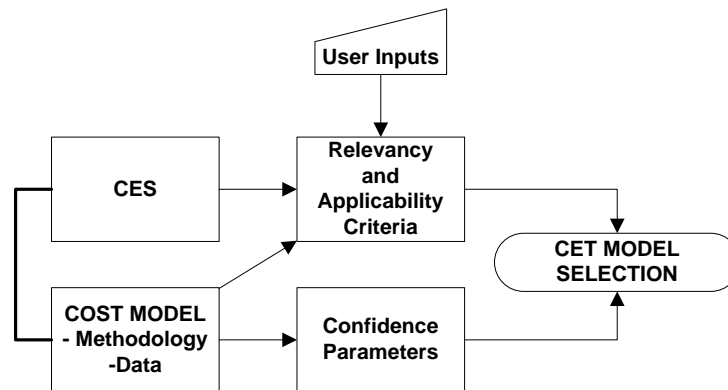 User Inputs
CES
Relevancy
and
Applicability
Criteria
CET MODEL
SELECTION
COST MODEL
- Methodology
-Data
Confidence
Parameters